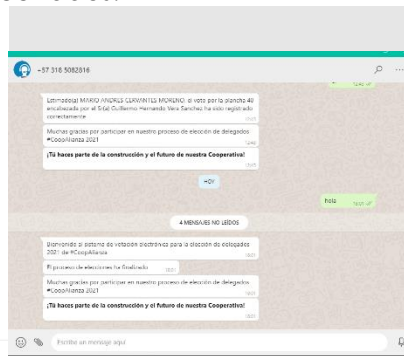 +57 318 5082816
Estimado(a) MARIO ANDRES CERVANTES MORENO: el voto por la plancha 40
encabezada por el S-(a) Guillermo Hernando Vera Sanchez ha sido registrado
correctamente
Muchas gracias por participar en nuestro proceso de elección de delegados
#CoopAlianza 2021
¡Tú haces parte de la construcción y el futuro de nuestra Cooperativa!
HOY
hola
4 MENSAJES NO LEÍDOS
Bienvenido al sistema de votación electrónica para la elección de delegados
2021 de #CoopAlianza
El proceso de elecciones ha finalizado
Muchas gracias por participar en nuestro proceso de elección de delegados
#CoopAlianza 2021
¡Tú haces parte de la construcción y el futuro de nuestra Cooperativa!
Escribe un mensaje aquí